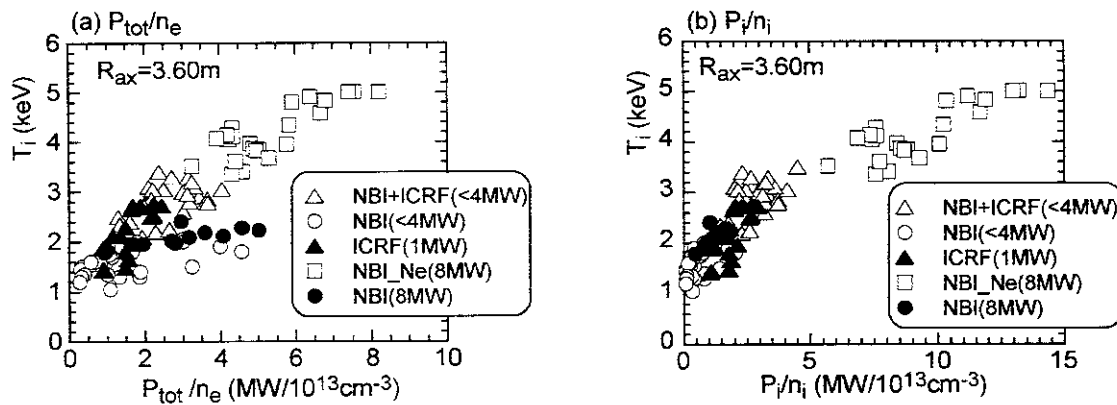 (a) P_tot/n_e
R_ax=3.60m
T_i (keV)
6
5
4
3
2
1
0
0 2 4 6 8 10
P_tot /n_e (MW/10^13cm^-3)
NBI+ICRF(<4MW)
NBI(<4MW)
ICRF(1MW)
NBI_Ne(8MW)
NBI(8MW)
(b) P_i/n_i
R_ax=3.60m
T_i (keV)
6
5
4
3
2
1
0
0 5 10 15
P_i/n_i (MW/10^13cm^-3)
NBI+ICRF(<4MW)
NBI(<4MW)
ICRF(1MW)
NBI_Ne(8MW)
NBI(8MW)